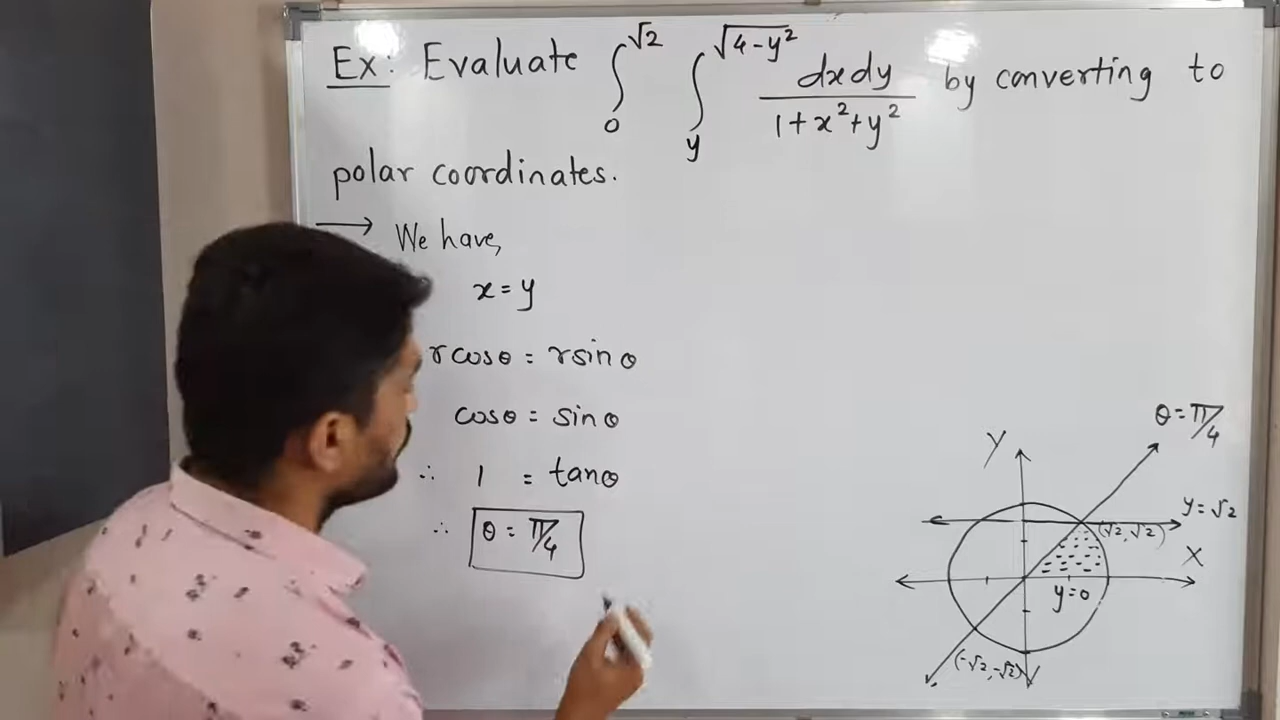 Ex: Evaluate ∫₀^√2 ∫_y^√(4-y²) dxdy/(1+x²+y²) by converting to
polar coordinates.
→ We have,
x = y
rcosθ = rsinθ
cosθ = sinθ
∴ 1 = tanθ
∴ θ = π/4
θ = π/4
Y
y = √2
(√2, √2)
X
y=0
(-√2, -√2)